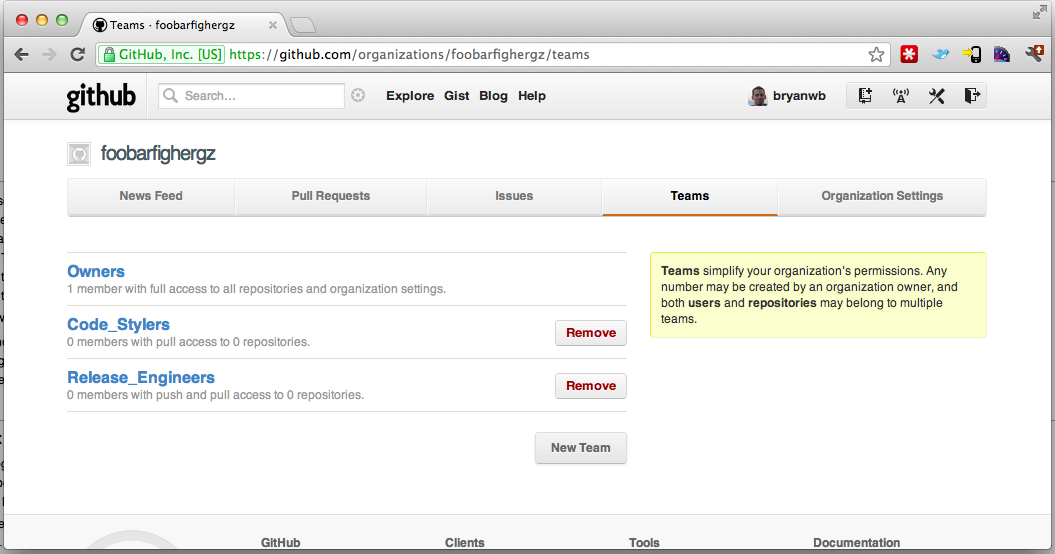 Teams · foobarfighergz
GitHub, Inc. [US] https://github.com/organizations/foobarfighergz/teams
github
Search...
Explore Gist Blog Help
bryanwb
foobarfighergz
News Feed Pull Requests Issues Teams Organization Settings
Owners
1 member with full access to all repositories and organization settings.
Code_Stylers
0 members with pull access to 0 repositories.
Remove
Release_Engineers
0 members with push and pull access to 0 repositories.
Remove
New Team
Teams simplify your organization's permissions. Any
number may be created by an organization owner, and
both users and repositories may belong to multiple
teams.
GitHub Clients Tools Documentation